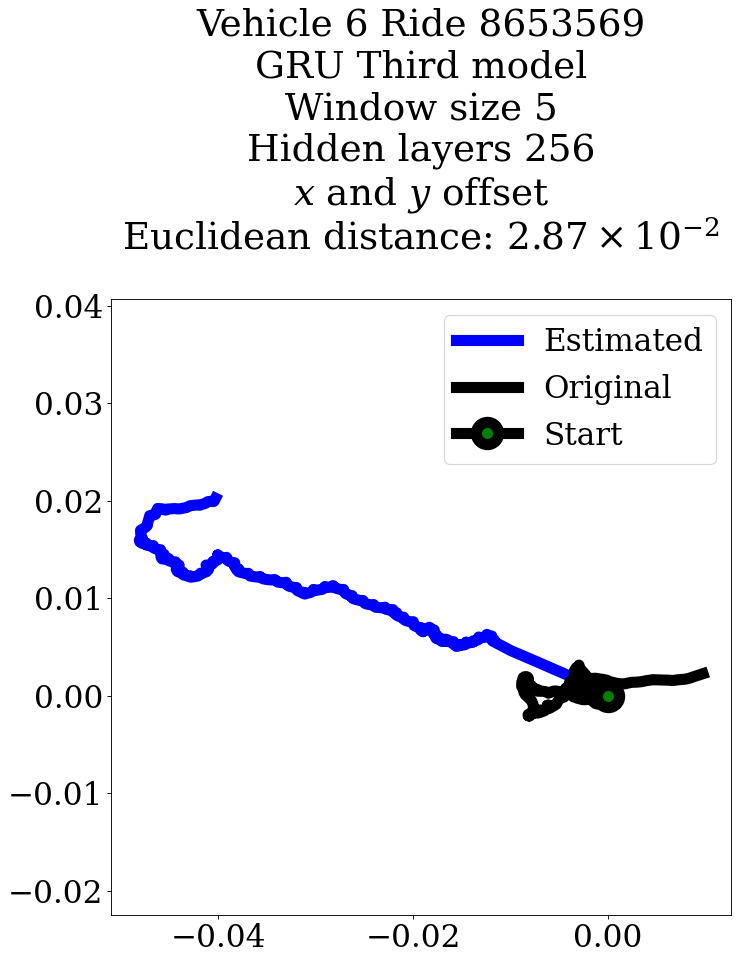 Vehicle 6 Ride 8653569
GRU Third model
Window size 5
Hidden layers 256
x and y offset
Euclidean distance: 2.87 × 10⁻²
0.04
0.03
0.02
0.01
0.00
−0.01
−0.02
Estimated
Original
Start
−0.04
−0.02
0.00